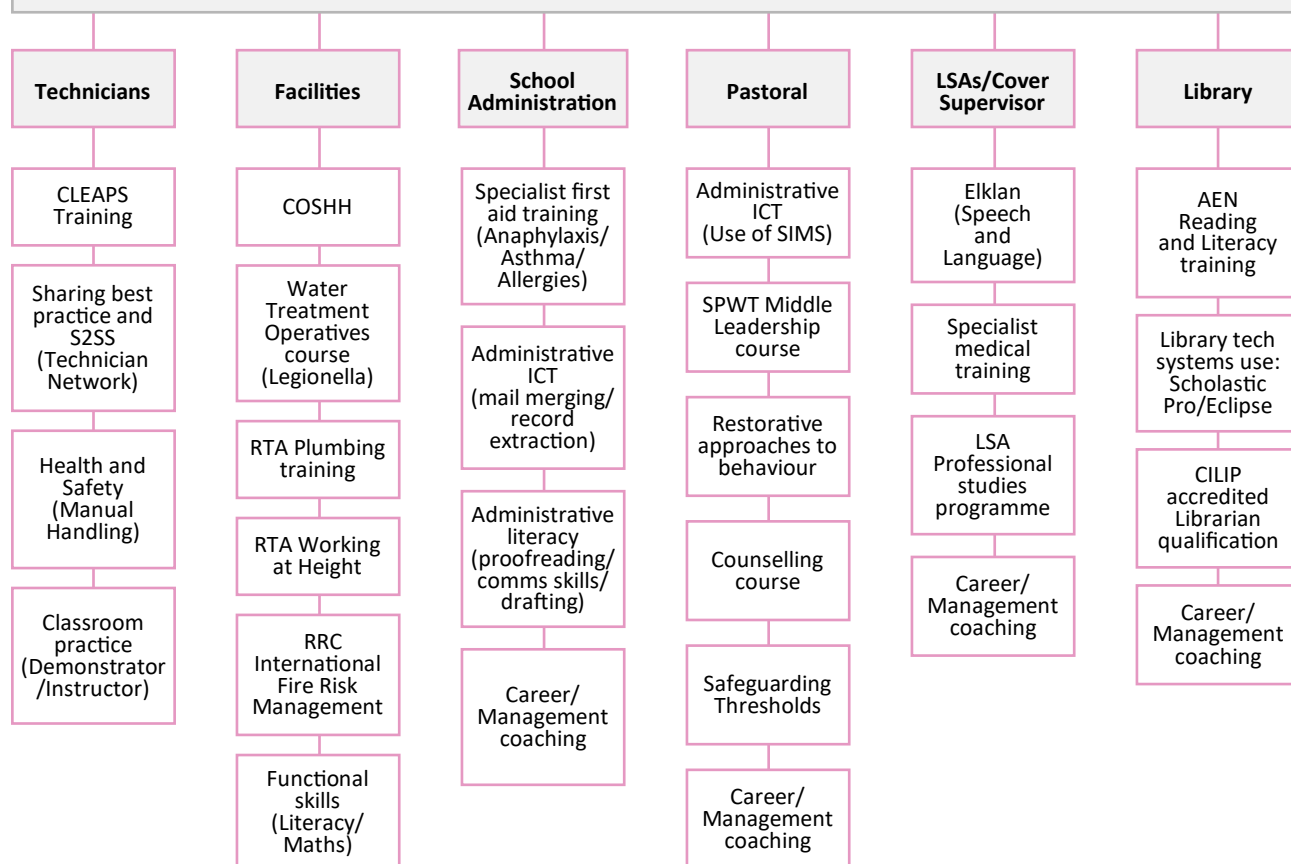 Technicians
CLEAPS
Training
Sharing best
practice and
S2SS
(Technician
Network)
Health and
Safety
(Manual
Handling)
Classroom
practice
(Demonstrator
/Instructor)
Facilities
COSHH
Water
Treatment
Operatives
course
(Legionella)
RTA Plumbing
training
RTA Working
at Height
RRC
International
Fire Risk
Management
Functional
skills
(Literacy/
Maths)
School
Administration
Specialist first
aid training
(Anaphylaxis/
Asthma/
Allergies)
Administrative
ICT
(mail merging/
record
extraction)
Administrative
literacy
(proofreading/
comms skills/
drafting)
Career/
Management
coaching
Pastoral
Administrative
ICT
(Use of SIMS)
SPWT Middle
Leadership
course
Restorative
approaches to
behaviour
Counselling
course
Safeguarding
Thresholds
Career/
Management
coaching
LSAs/Cover
Supervisor
Elklan
(Speech
and
Language)
Specialist
medical
training
LSA
Professional
studies
programme
Career/
Management
coaching
Library
AEN
Reading
and Literacy
training
Library tech
systems use:
Scholastic
Pro/Eclipse
CILIP
accredited
Librarian
qualification
Career/
Management
coaching